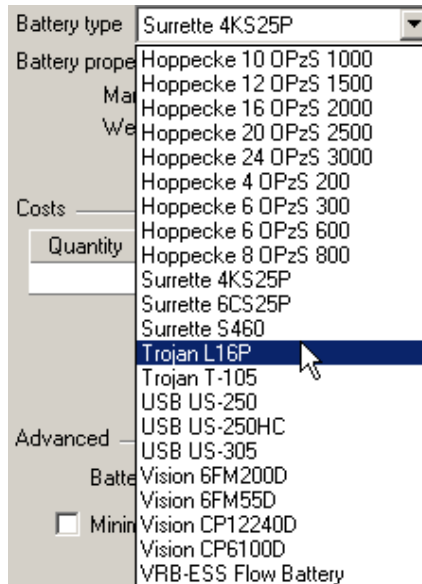 Battery type Surrette 4KS25P
Battery prope Hoppecke 10 OPzS 1000
Hoppecke 12 OPzS 1500
Mar Hoppecke 16 OPzS 2000
We Hoppecke 20 OPzS 2500
Hoppecke 24 OPzS 3000
Hoppecke 4 OPzS 200
Costs Hoppecke 6 OPzS 300
Hoppecke 6 OPzS 600
Quantity Hoppecke 8 OPzS 800
Surrette 4KS25P
Surrette 6CS25P
Surrette S460
Trojan L16P
Trojan T-105
USB US-250
USB US-250HC
Advanced USB US-305
Batte Vision 6FM200D
Vision 6FM55D
Minin Vision CP12240D
Vision CP6100D
VRB-ESS Flow Battery